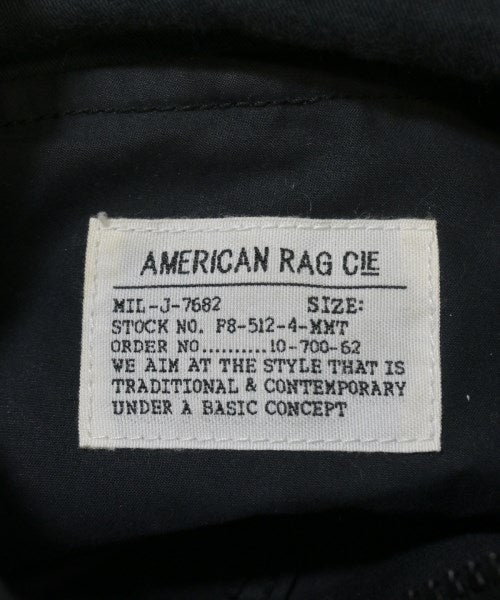 AMERICAN RAG CIE
MIL-J-7682 SIZE:
STOCK NO. F8-512-4-MMT
ORDER NO..........10-700-62
WE AIM AT THE STYLE THAT IS
TRADITIONAL & CONTEMPORARY
UNDER A BASIC CONCEPT